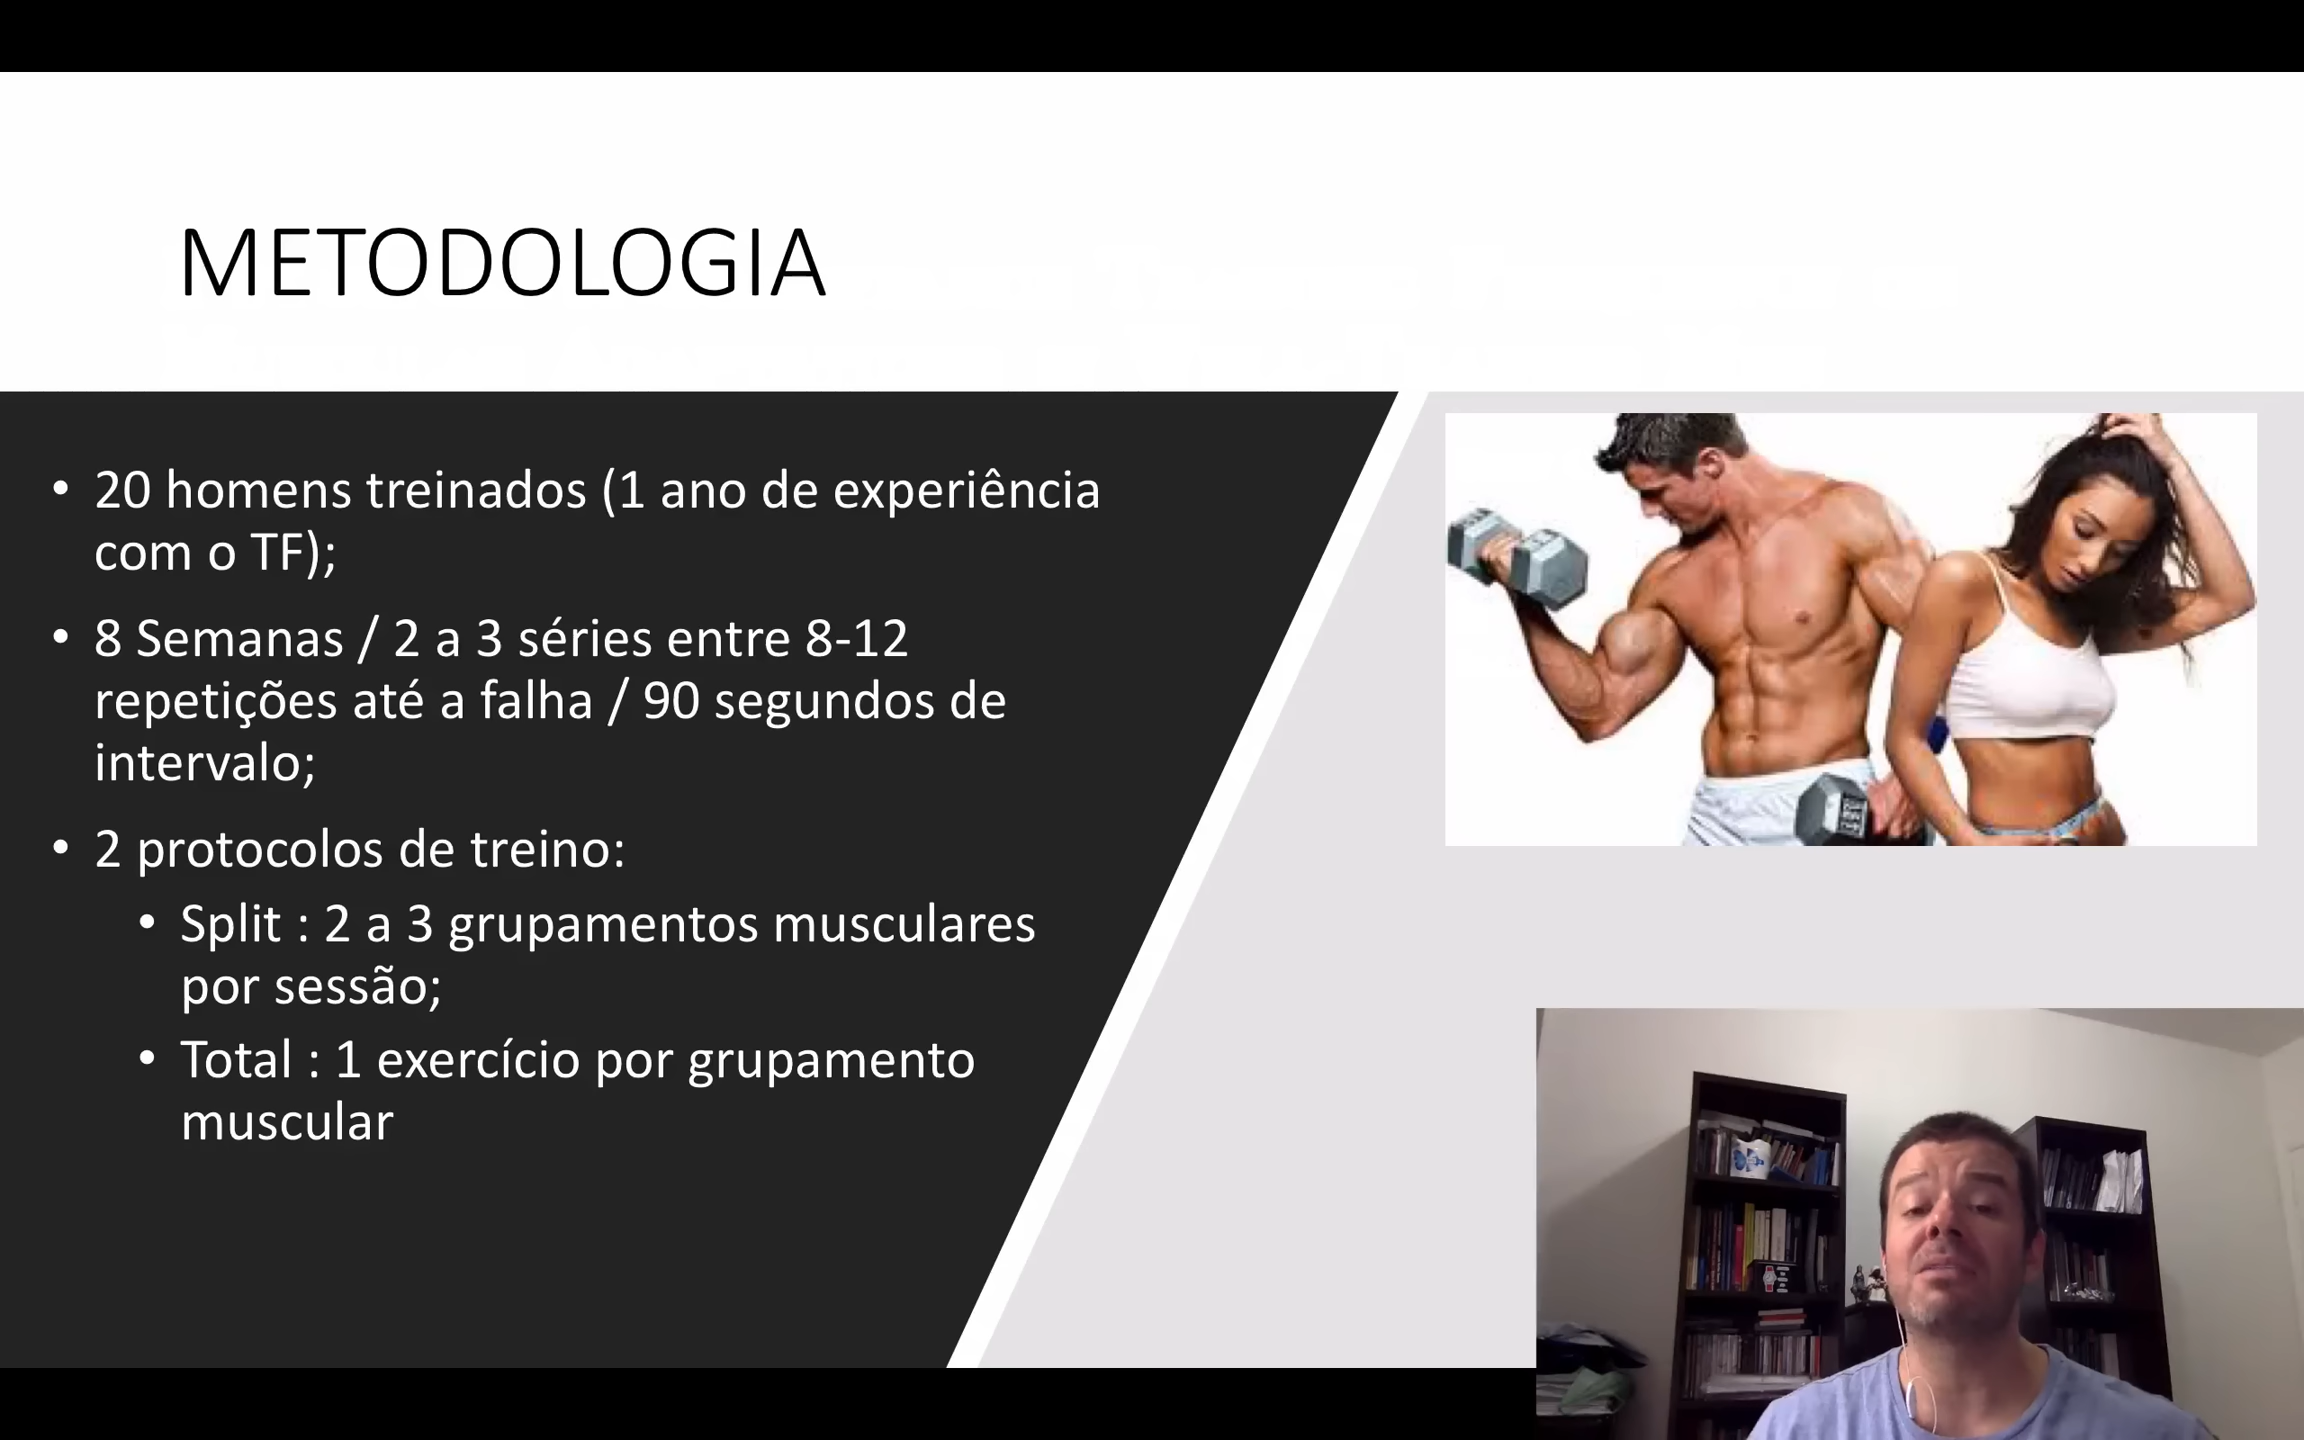 METODOLOGIA
• 20 homens treinados (1 ano de experiência
com o TF);
• 8 Semanas / 2 a 3 séries entre 8-12
repetições até a falha / 90 segundos de
intervalo;
• 2 protocolos de treino:
• Split : 2 a 3 grupamentos musculares
por sessão;
• Total : 1 exercício por grupamento
muscular